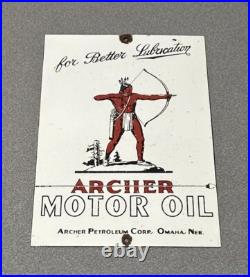 for Better Lubrication
ARCHER
MOTOR OIL
ARCHER PETROLEUM CORP. OMAHA, NEB.